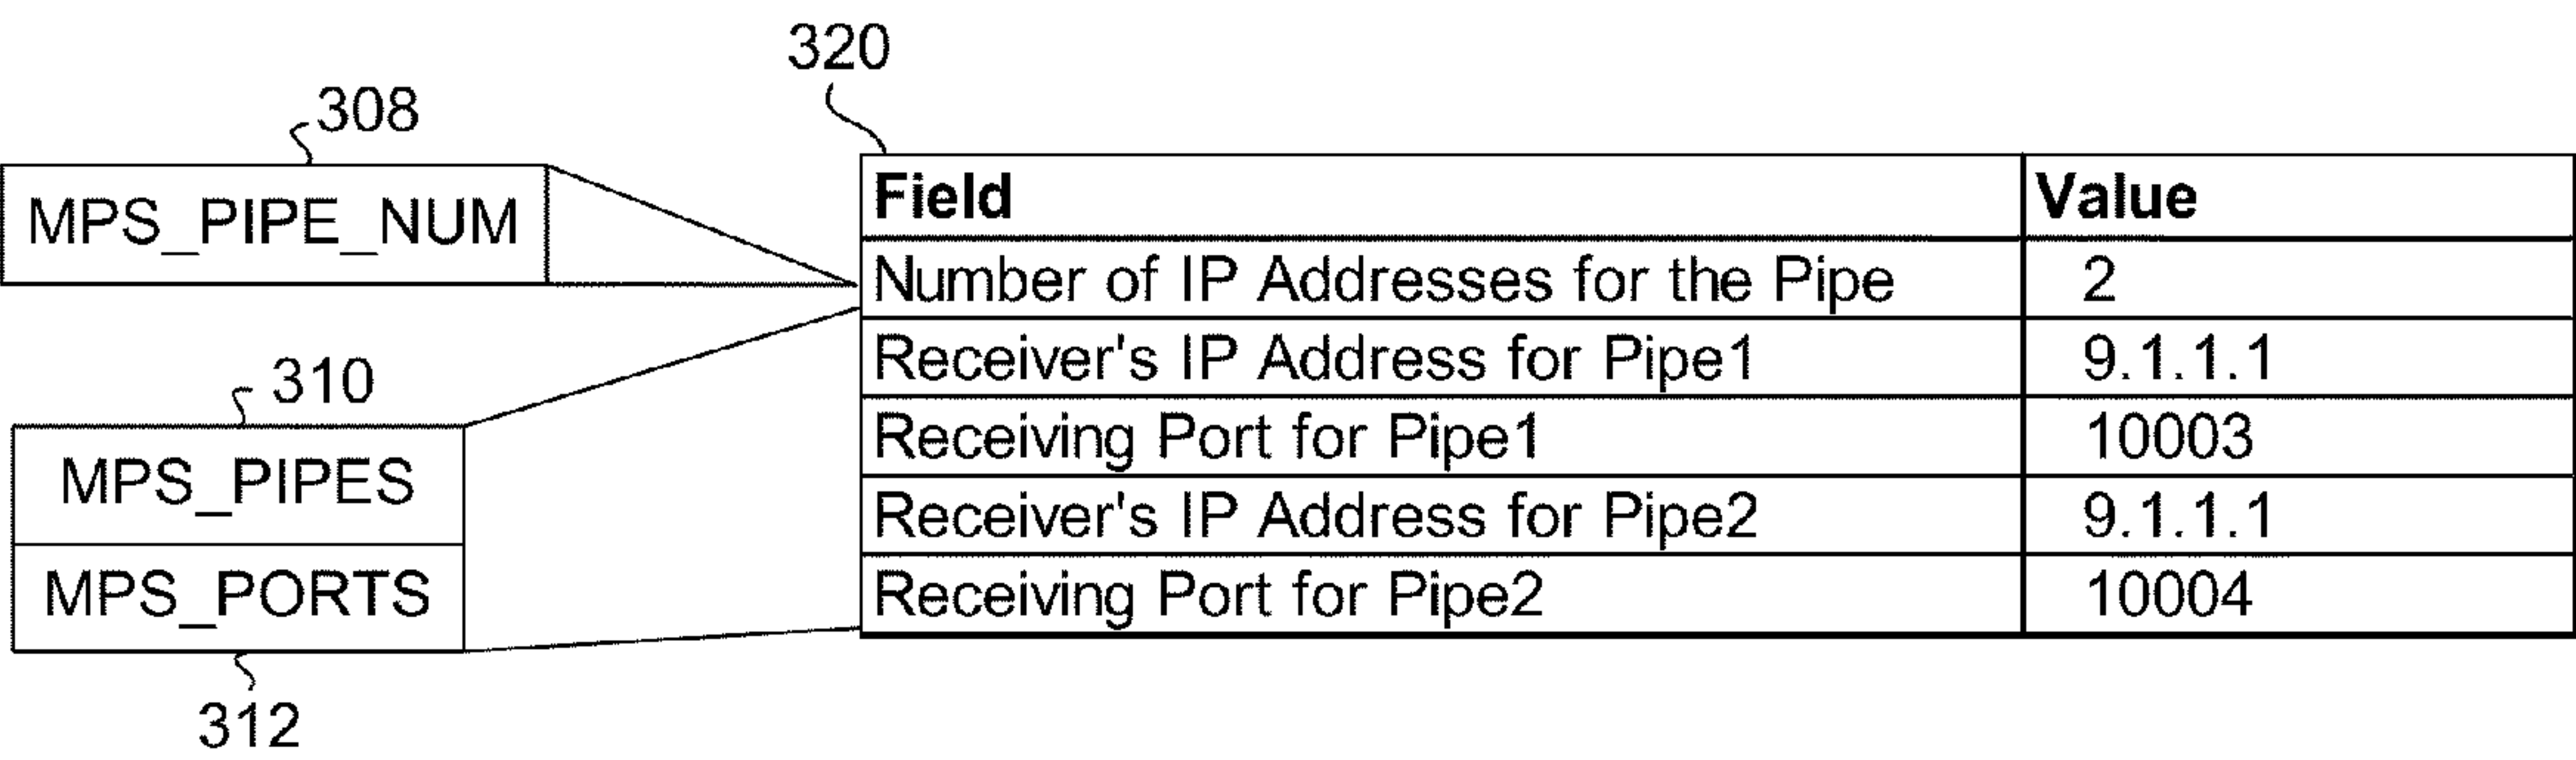 320
308
MPS_PIPE_NUM
310
MPS_PIPES
MPS_PORTS
312
Field Value
Number of IP Addresses for the Pipe 2
Receiver's IP Address for Pipe1 9.1.1.1
Receiving Port for Pipe1 10003
Receiver's IP Address for Pipe2 9.1.1.1
Receiving Port for Pipe2 10004